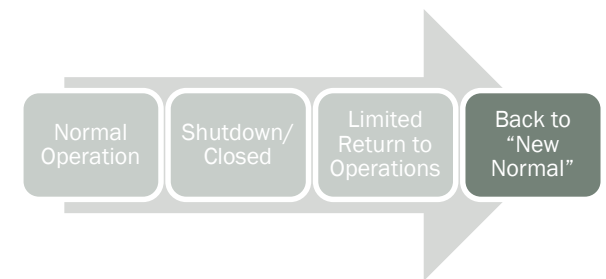 Normal
Operation
Shutdown/
Closed
Limited
Return to
Operations
Back to
“New
Normal”